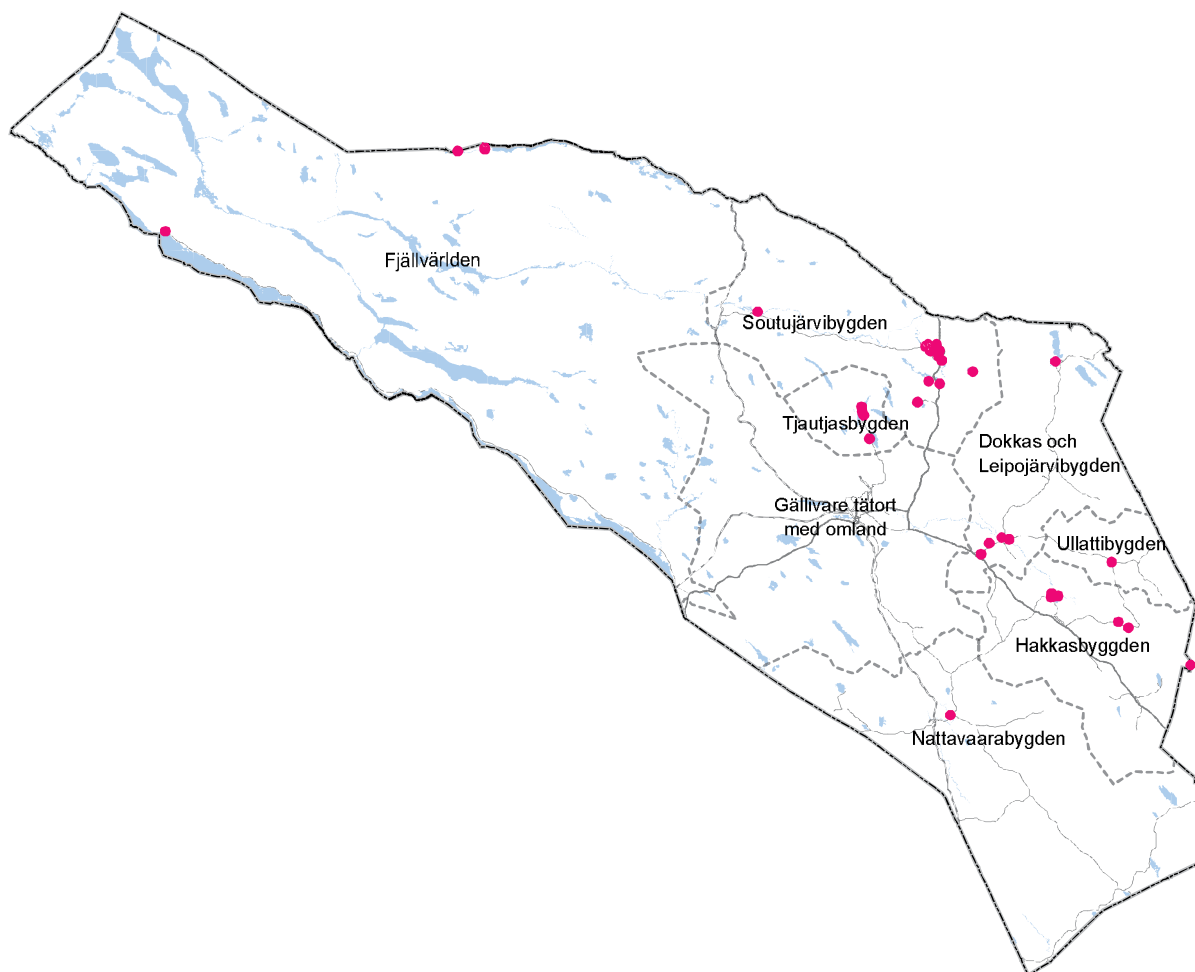 Fjällvärlden
Soutujärvibygden
Tjautjasbygden
Dokkas och
Leipojärvibygden
Gällivare tätort
med omland
Ullattibygden
Hakkasbyggden
Nattavaarabygden